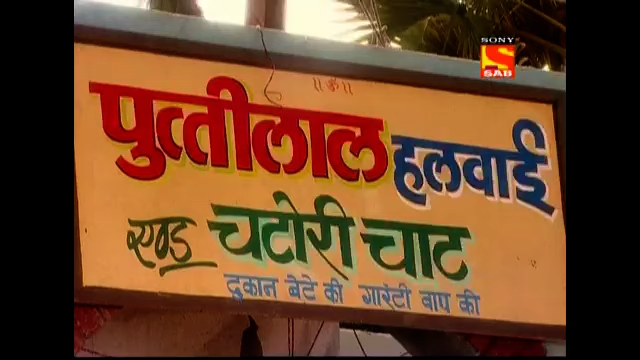 SONY
SAB
॥ॐ॥
पुत्तीलाल हलवाई
एण्ड चटोरी चाट
दुकान बेटे की गारंटी बाप की